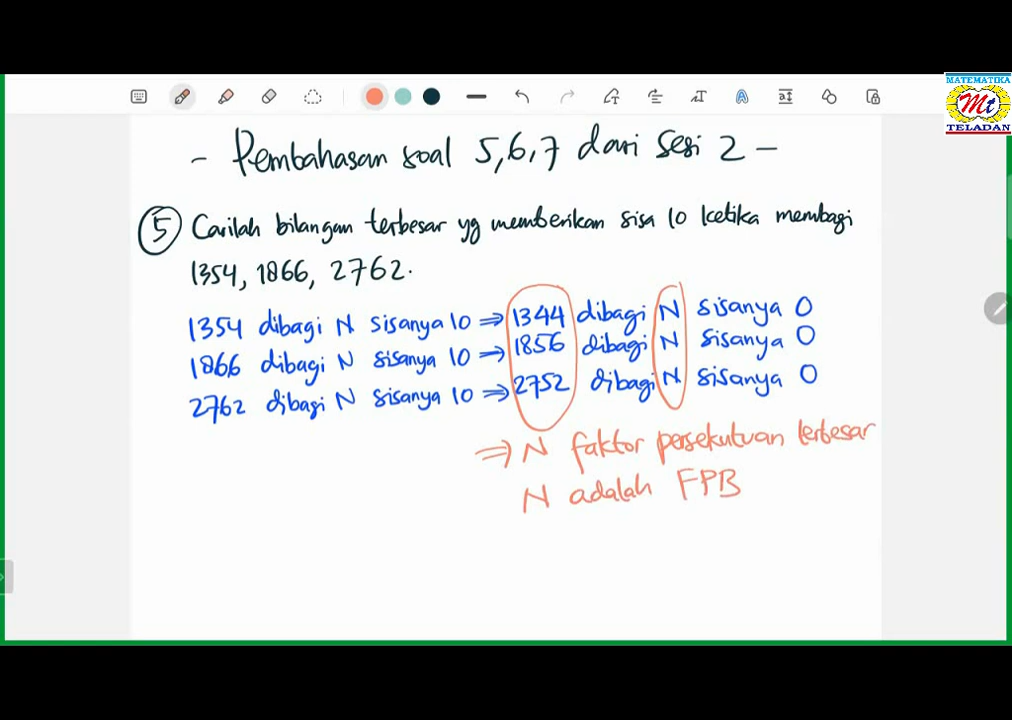 MATEMATIKA
Mt
TELADAN
- Pembahasan soal 5,6,7 dari sesi 2 -
5 Carilah bilangan terbesar yg memberikan sisa 10 ketika membagi
1354, 1866, 2762.
1354 dibagi N sisanya 10 ⇒ 1344 dibagi N sisanya 0
1866 dibagi N sisanya 10 ⇒ 1856 dibagi N sisanya 0
2762 dibagi N sisanya 10 ⇒ 2752 dibagi N sisanya 0
⇒ N faktor persekutuan terbesar
N adalah FPB